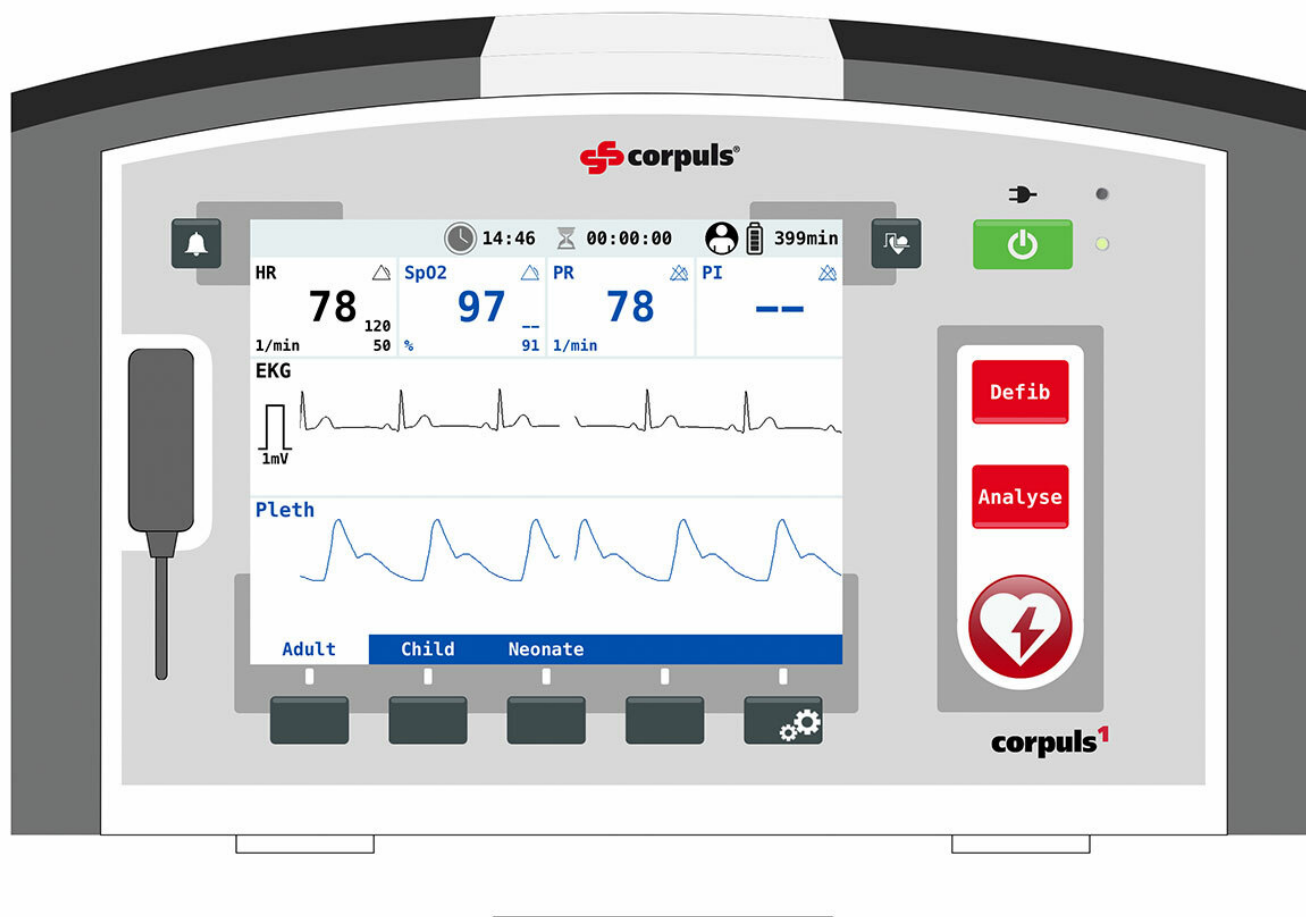 corpuls®
14:46 00:00:00 399min
HR SpO2 PR PI
78 97 78 --
120 --
1/min 50 % 91 1/min
EKG
1mV
Pleth
Adult Child Neonate
Defib
Analyse
corpuls1